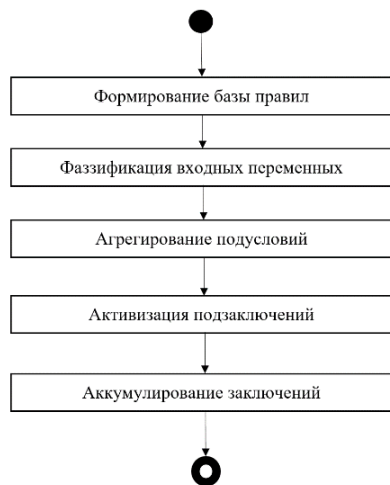 Формирование базы правил
Фаззификация входных переменных
Агрегирование подусловий
Активизация подзаключений
Аккумулирование заключений